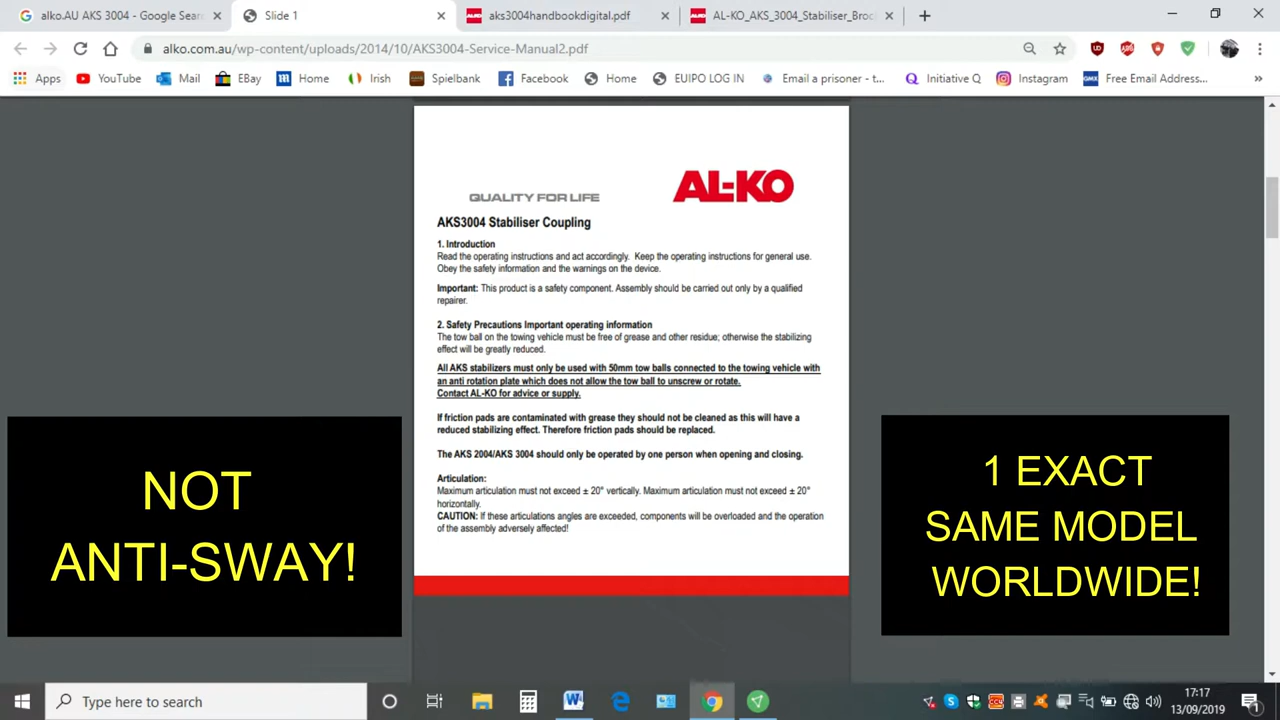 alko.AU AKS 3004 - Google Sear
Slide 1
aks3004handbookdigital.pdf
AL-KO_AKS_3004_Stabiliser_Broc
alko.com.au/wp-content/uploads/2014/10/AKS3004-Service-Manual2.pdf
Apps
YouTube
Mail
EBay
Home
Irish
Spielbank
Facebook
Home
EUIPO LOG IN
Email a prisoner - t...
Initiative Q
Instagram
Free Email Address...
»
QUALITY FOR LIFE
AL-KO
AKS3004 Stabiliser Coupling
1. Introduction
Read the operating instructions and act accordingly. Keep the operating instructions for general use.
Obey the safety information and the warnings on the device.
Important: This product is a safety component. Assembly should be carried out only by a qualified
repairer.
2. Safety Precautions Important operating information
The tow ball on the towing vehicle must be free of grease and other residue; otherwise the stabilizing
effect will be greatly reduced.
All AKS stabilizers must only be used with 50mm tow balls connected to the towing vehicle with
an anti rotation plate which does not allow the tow ball to unscrew or rotate.
Contact AL-KO for advice or supply.
If friction pads are contaminated with grease they should not be cleaned as this will have a
reduced stabilizing effect. Therefore friction pads should be replaced.
The AKS 2004/AKS 3004 should only be operated by one person when opening and closing.
Articulation:
Maximum articulation must not exceed ± 20° vertically. Maximum articulation must not exceed ± 20°
horizontally.
CAUTION: If these articulations angles are exceeded, components will be overloaded and the operation
of the assembly adversely affected!
NOT
ANTI-SWAY!
1 EXACT
SAME MODEL
WORLDWIDE!
Type here to search
17:17
13/09/2019